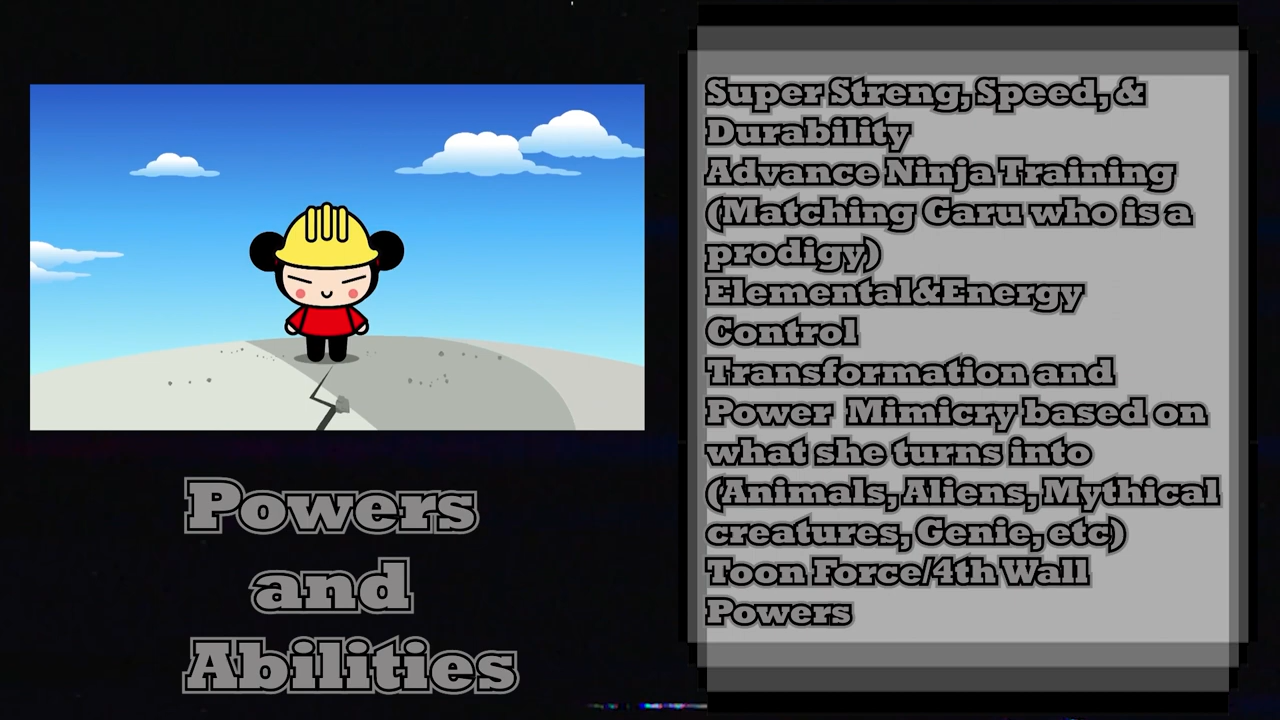 Super Streng, Speed, &
Durability
Advance Ninja Training
(Matching Garu who is a
prodigy)
Elemental&Energy
Control
Transformation and
Power Mimicry based on
what she turns into
(Animals, Aliens, Mythical
creatures, Genie, etc)
Toon Force/4th Wall
Powers
Powers
and
Abilities